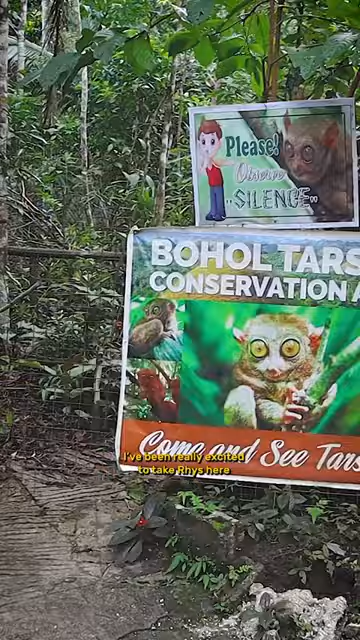 Please!
Observe
"SILENCE"
BOHOL TARS
CONSERVATION A
Come and See Tars
I've been really excited
to take Rhys here